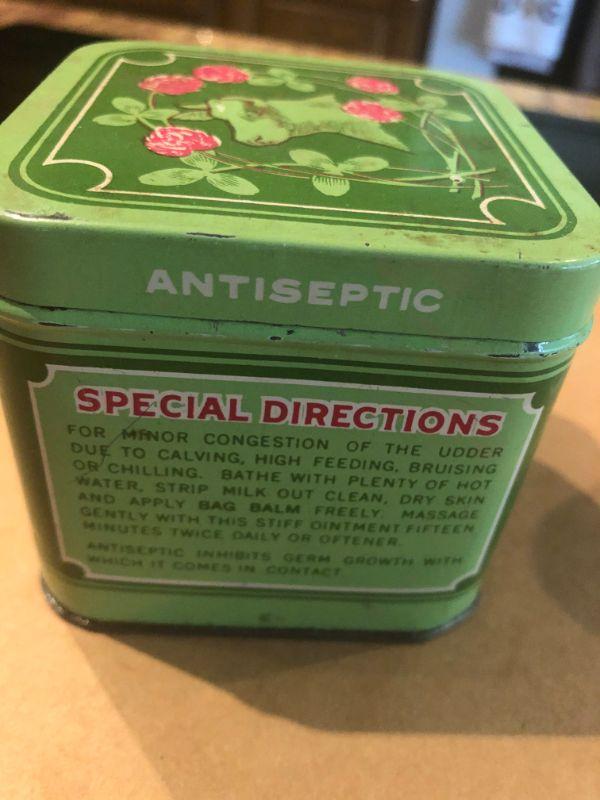 ANTISEPTIC
SPECIAL DIRECTIONS
FOR MINOR CONGESTION OF THE UDDER
DUE TO CALVING, HIGH FEEDING, BRUISING
OR CHILLING. BATHE WITH PLENTY OF HOT
WATER, STRIP MILK OUT CLEAN, DRY SKIN
AND APPLY BAG BALM FREELY. MASSAGE
GENTLY WITH THIS STIFF OINTMENT FIFTEEN
MINUTES TWICE DAILY OR OFTENER.
ANTISEPTIC INHIBITS GERM GROWTH WITH
WHICH IT COMES IN CONTACT